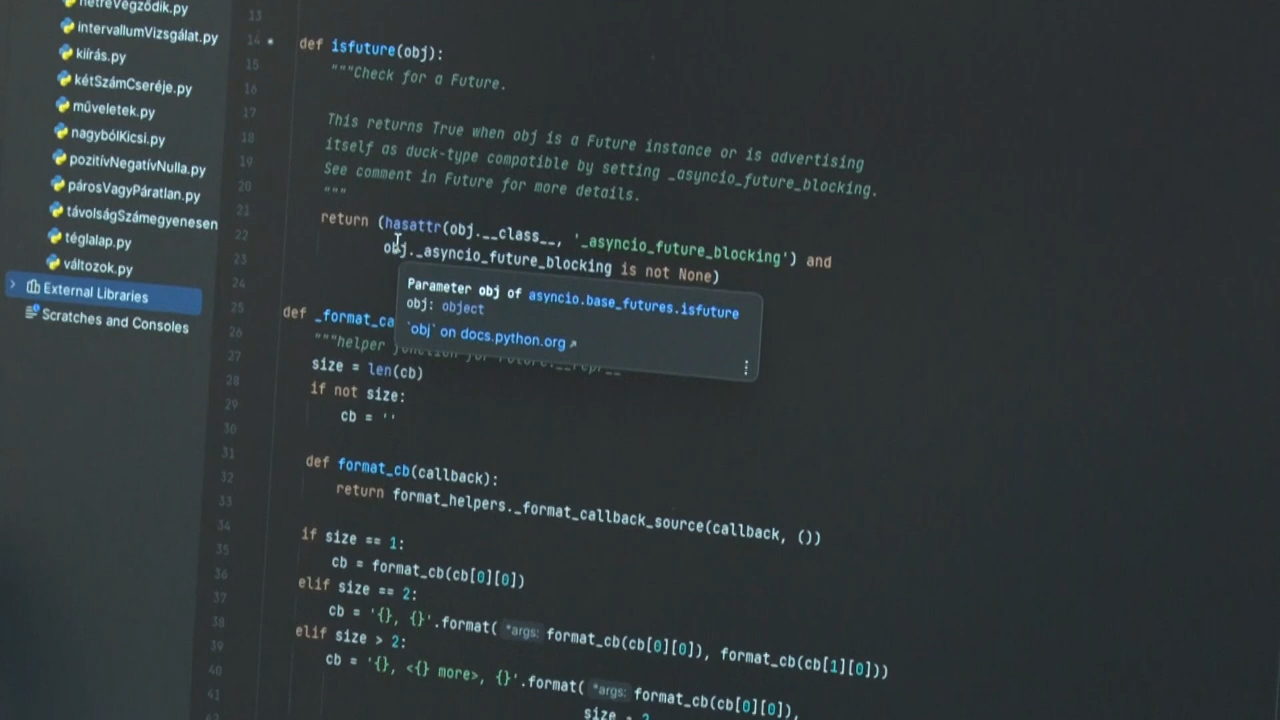 hétreVégződik.py
intervallumVizsgálat.py
kiírás.py
kétSzámCseréje.py
műveletek.py
nagybólKicsi.py
pozitívNegatívNulla.py
párosVagyPáratlan.py
távolságSzámegyenesen
téglalap.py
változok.py
External Libraries
Scratches and Consoles
13
14 def isfuture(obj):
15 """Check for a Future.
16
17 This returns True when obj is a Future instance or is advertising
18 itself as duck-type compatible by setting _asyncio_future_blocking.
19 See comment in Future for more details.
20 """
21 return (hasattr(obj.__class__, '_asyncio_future_blocking') and
22 obj._asyncio_future_blocking is not None)
23
24
25 def _format_ca
26 """helper function for Future.__repr__
27 size = len(cb)
28 if not size:
29 cb = ''
30
31 def format_cb(callback):
32 return format_helpers._format_callback_source(callback, ())
33
34 if size == 1:
35 cb = format_cb(cb[0][0])
36 elif size == 2:
37 cb = '{}, {}'.format( *args: format_cb(cb[0][0]), format_cb(cb[1][0]))
38 elif size > 2:
39 cb = '{}, <{} more>, {}'.format( *args: format_cb(cb[0][0]),
40 size - 2
41
Parameter obj of asyncio.base_futures.isfuture
obj: object
`obj` on docs.python.org ↗